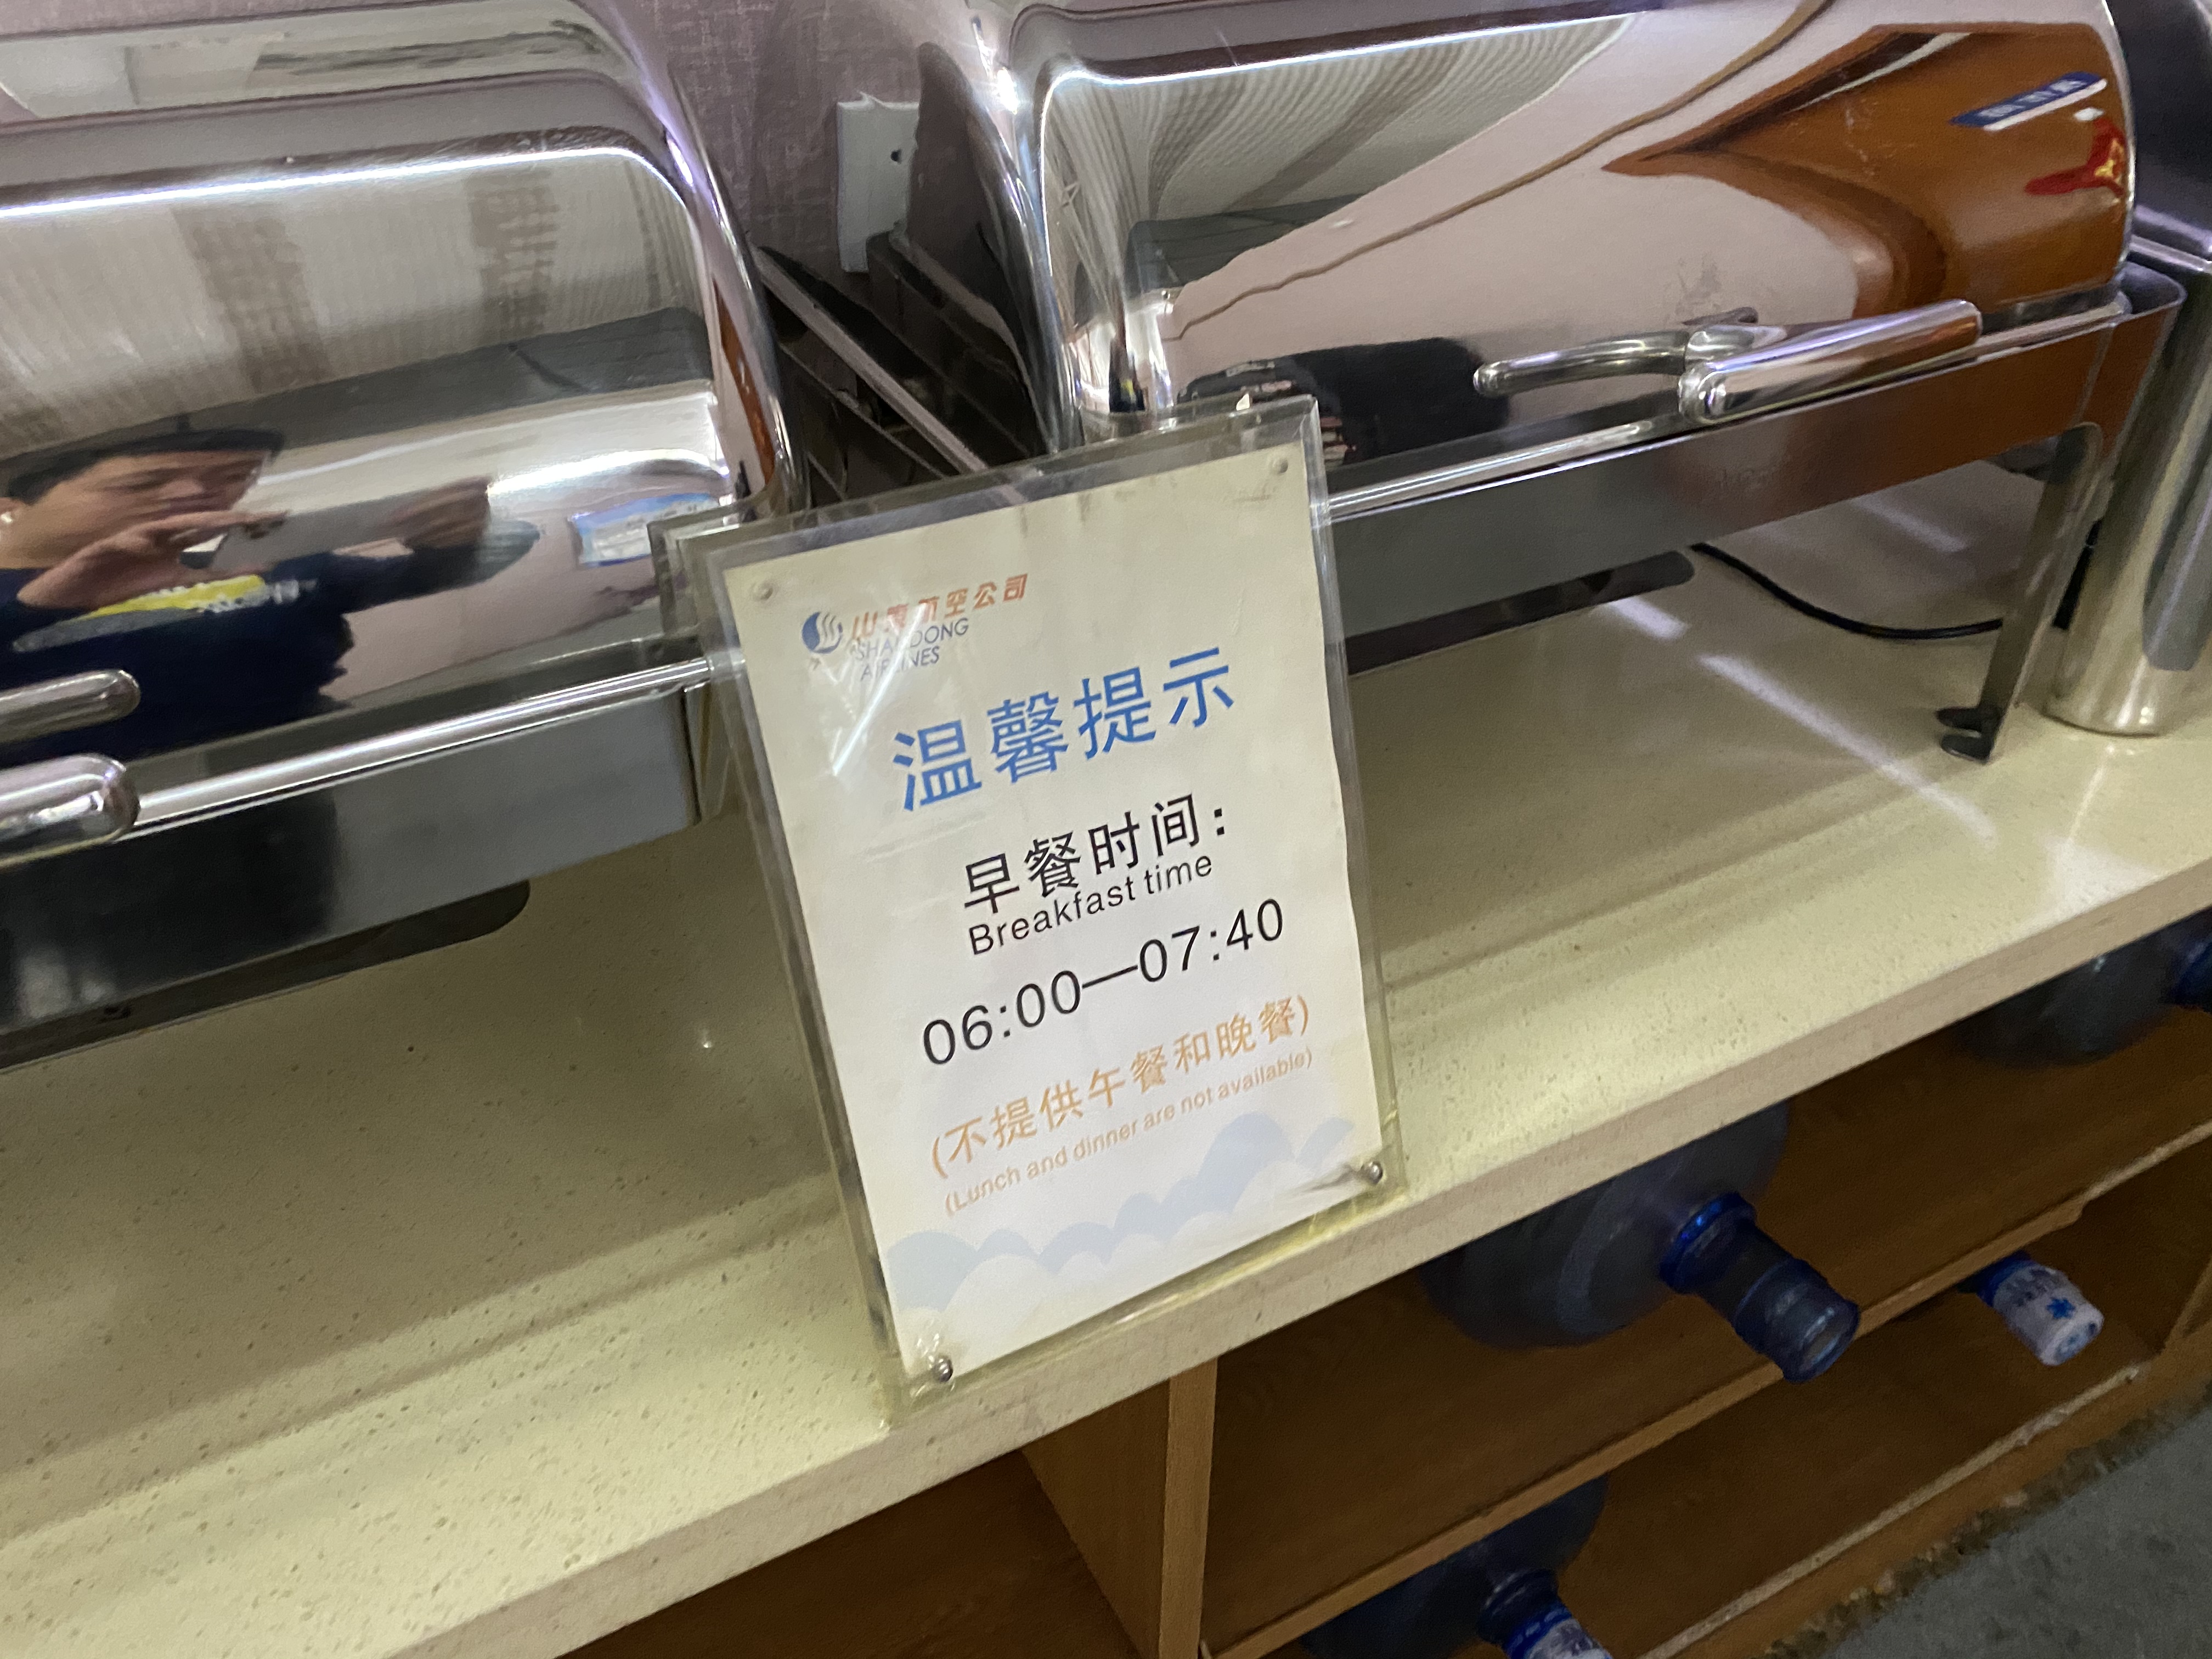 山东航空公司
SHANDONG
AIRLINES
温馨提示
早餐时间：
Breakfast time
06:00—07:40
(不提供午餐和晚餐)
(Lunch and dinner are not available)